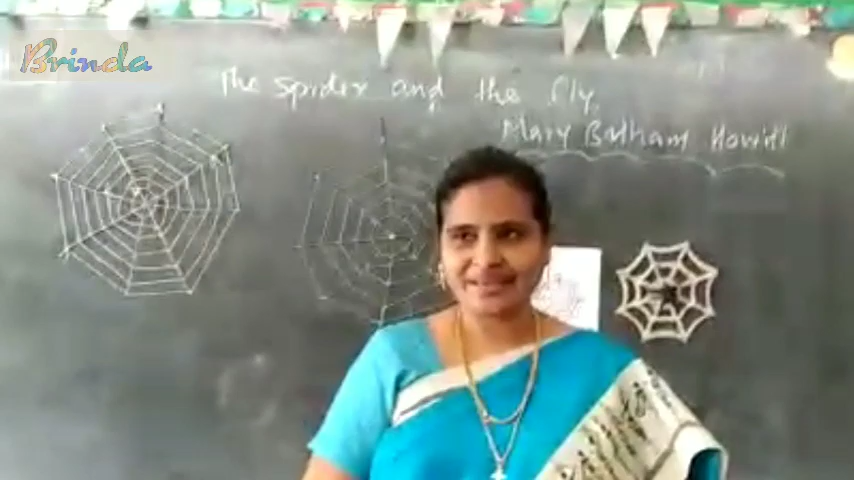 Brinda
The spider and the fly,
Mary Botham Howitt